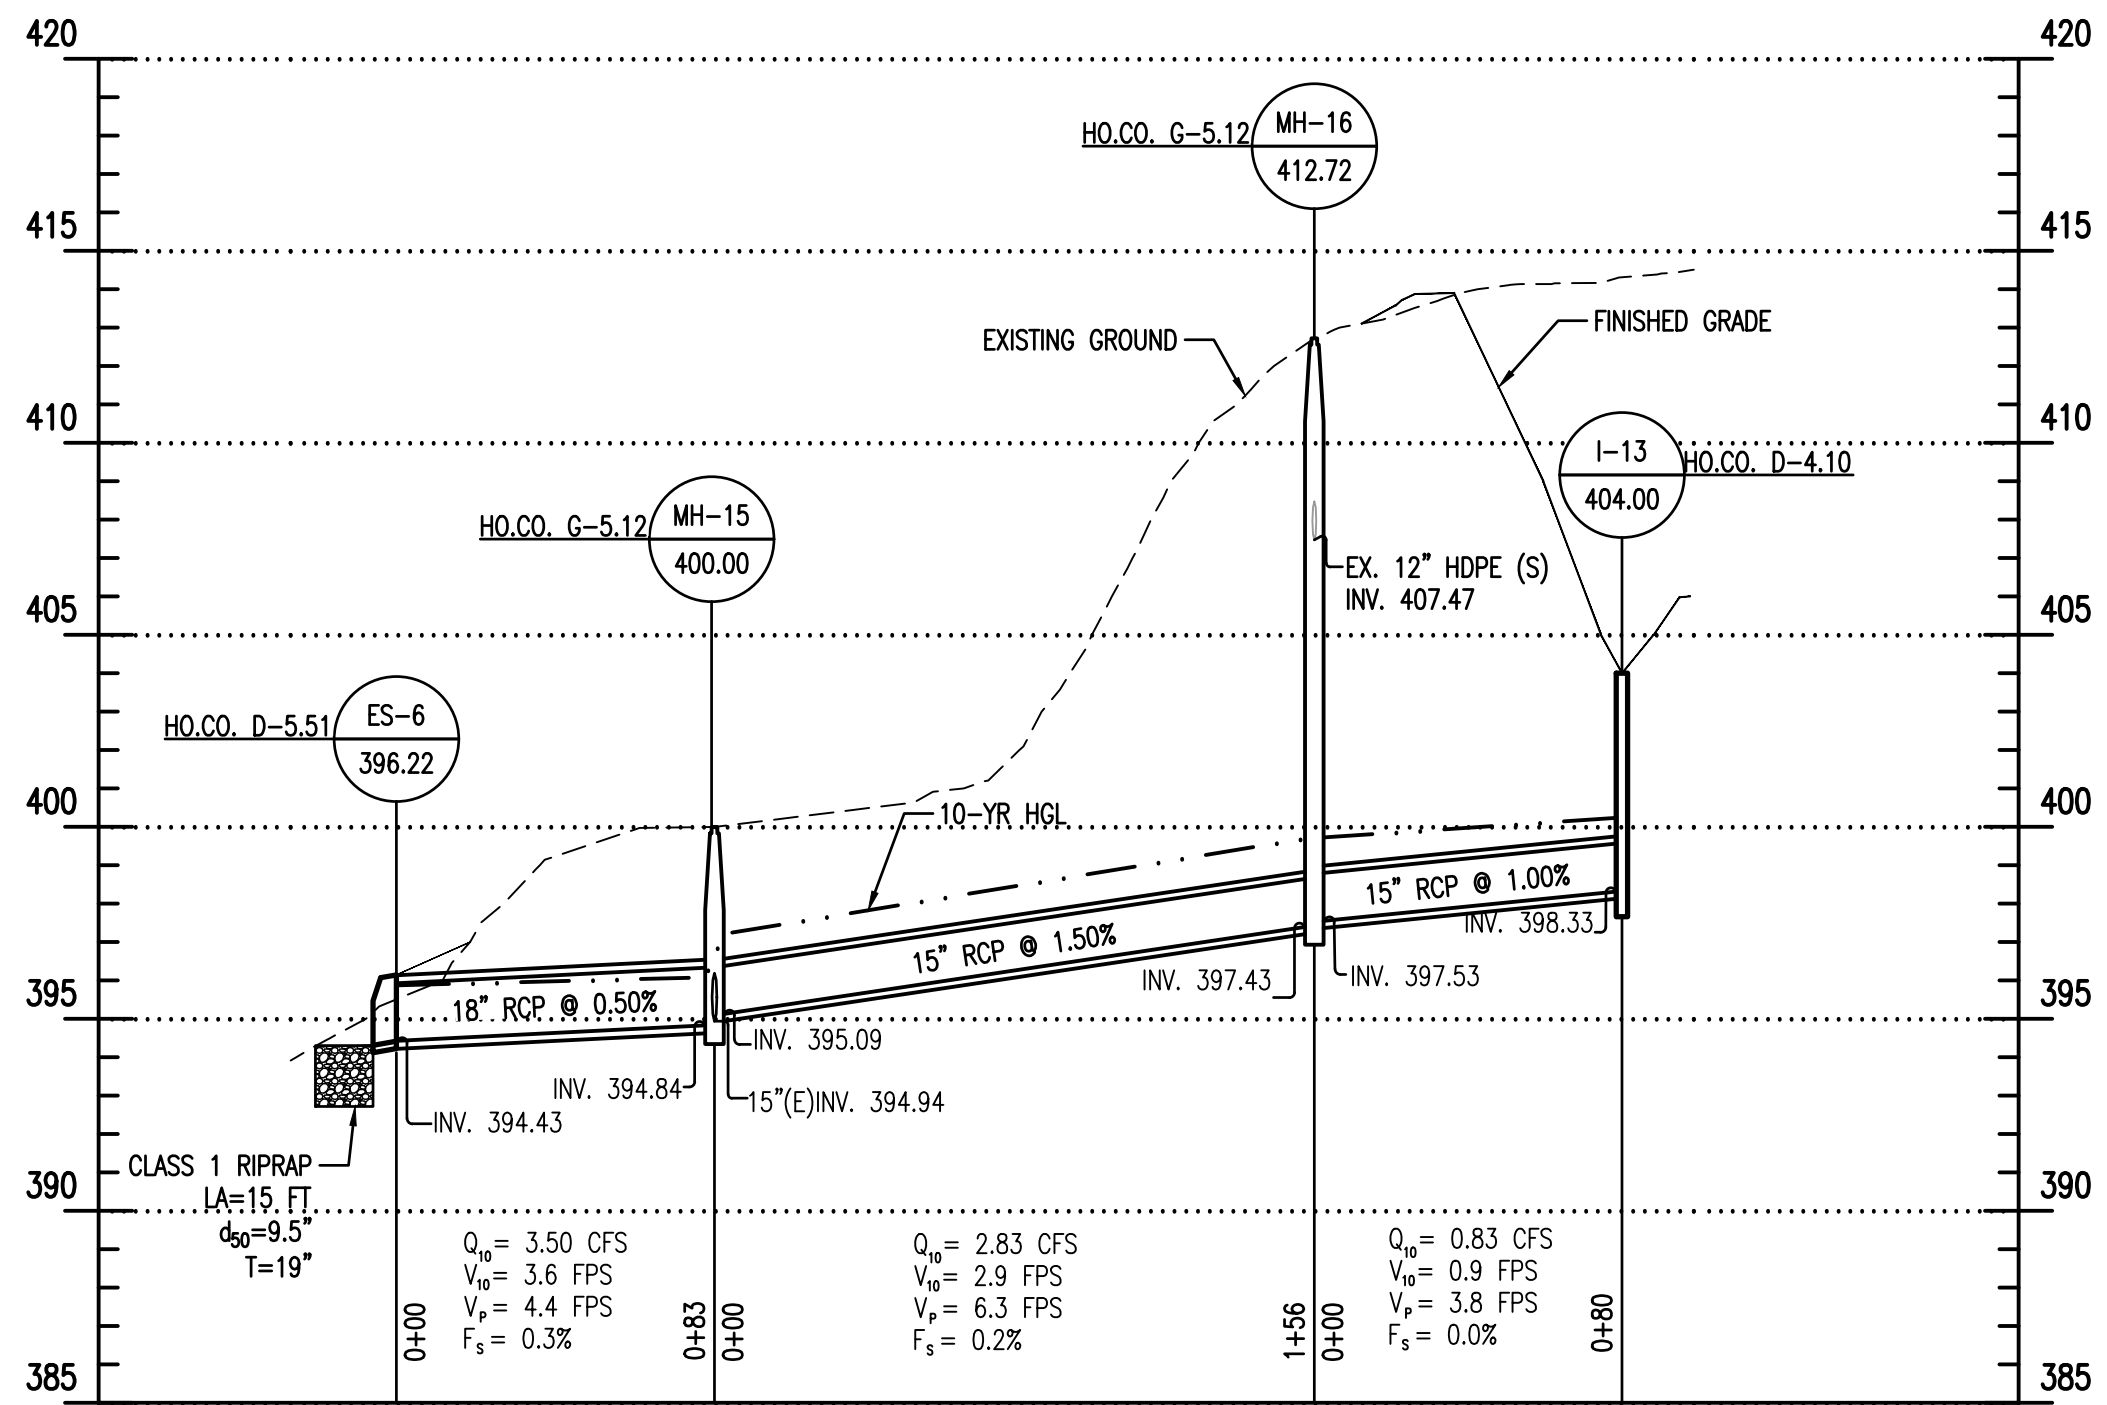 420
420
MH-16
HO.CO. G-5.12
412.72
415
415
FINISHED GRADE
EXISTING GROUND
410
410
I-13
HO.CO. D-4.10
404.00
MH-15
HO.CO. G-5.12
400.00
EX. 12" HDPE (S)
INV. 407.47
405
405
ES-6
HO.CO. D-5.51
396.22
400
400
10-YR HGL
15" RCP @ 1.00%
INV. 398.33
15" RCP @ 1.50%
INV. 397.43
INV. 397.53
395
395
18" RCP @ 0.50%
INV. 395.09
INV. 394.84
15"(E)INV. 394.94
INV. 394.43
CLASS 1 RIPRAP
LA=15 FT
d50=9.5"
T=19"
390
390
Q10= 3.50 CFS
V10= 3.6 FPS
VP= 4.4 FPS
FS= 0.3%
Q10= 2.83 CFS
V10= 2.9 FPS
VP= 6.3 FPS
FS= 0.2%
Q10= 0.83 CFS
V10= 0.9 FPS
VP= 3.8 FPS
FS= 0.0%
0+00
0+83
0+00
1+56
0+00
0+80
385
385